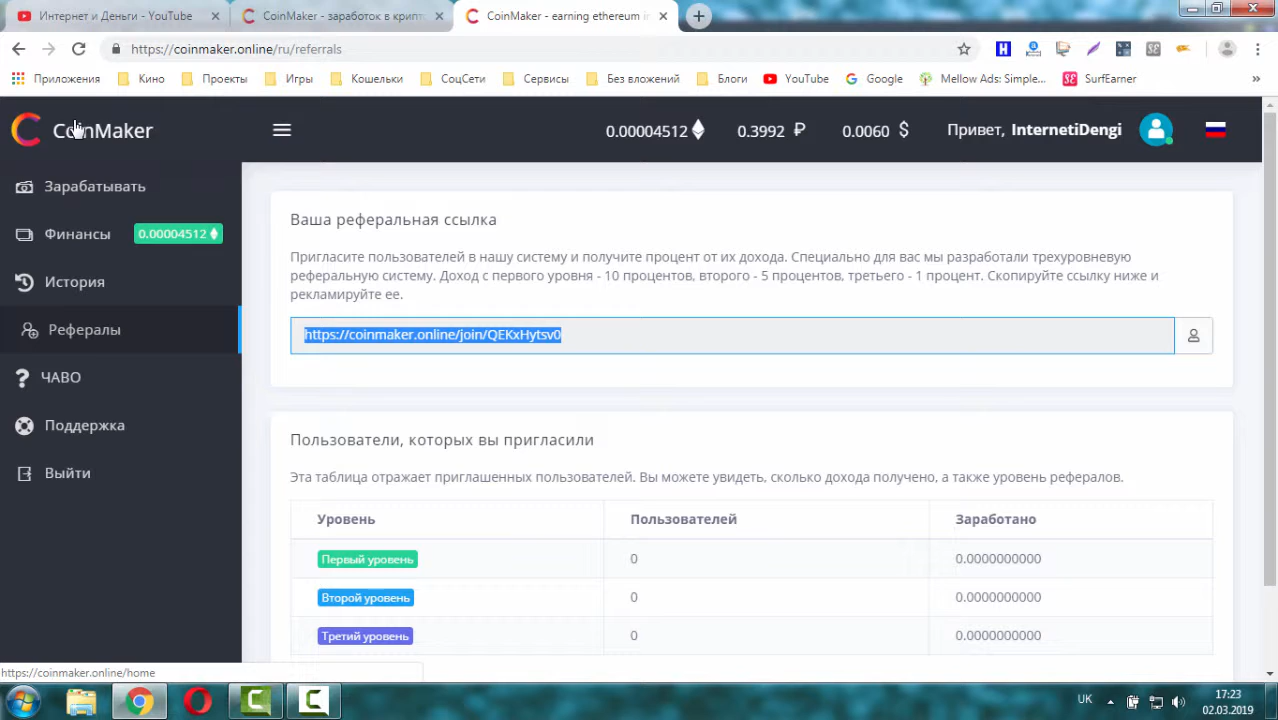 Интернет и Деньги - YouTube
CoinMaker - заработок в крипт
CoinMaker - earning ethereum in
https://coinmaker.online/ru/referrals
Приложения Кино Проекты Игры Кошельки СоцСети Сервисы Без вложений Блоги YouTube Google Mellow Ads: Simple... SurfEarner »
CoinMaker
0.00004512 0.3992 ₽ 0.0060 $ Привет, InternetiDengi
Зарабатывать
Финансы 0.00004512
История
Рефералы
ЧАВО
Поддержка
Выйти
Ваша реферальная ссылка
Пригласите пользователей в нашу систему и получите процент от их дохода. Специально для вас мы разработали трехуровневую
реферальную систему. Доход с первого уровня - 10 процентов, второго - 5 процентов, третьего - 1 процент. Скопируйте ссылку ниже и
рекламируйте ее.
https://coinmaker.online/join/QEKxHytsv0
Пользователи, которых вы пригласили
Эта таблица отражает приглашенных пользователей. Вы можете увидеть, сколько дохода получено, а также уровень рефералов.
Уровень Пользователей Заработано
Первый уровень 0 0.0000000000
Второй уровень 0 0.0000000000
Третий уровень 0 0.0000000000
https://coinmaker.online/home
UK 17:23
02.03.2019